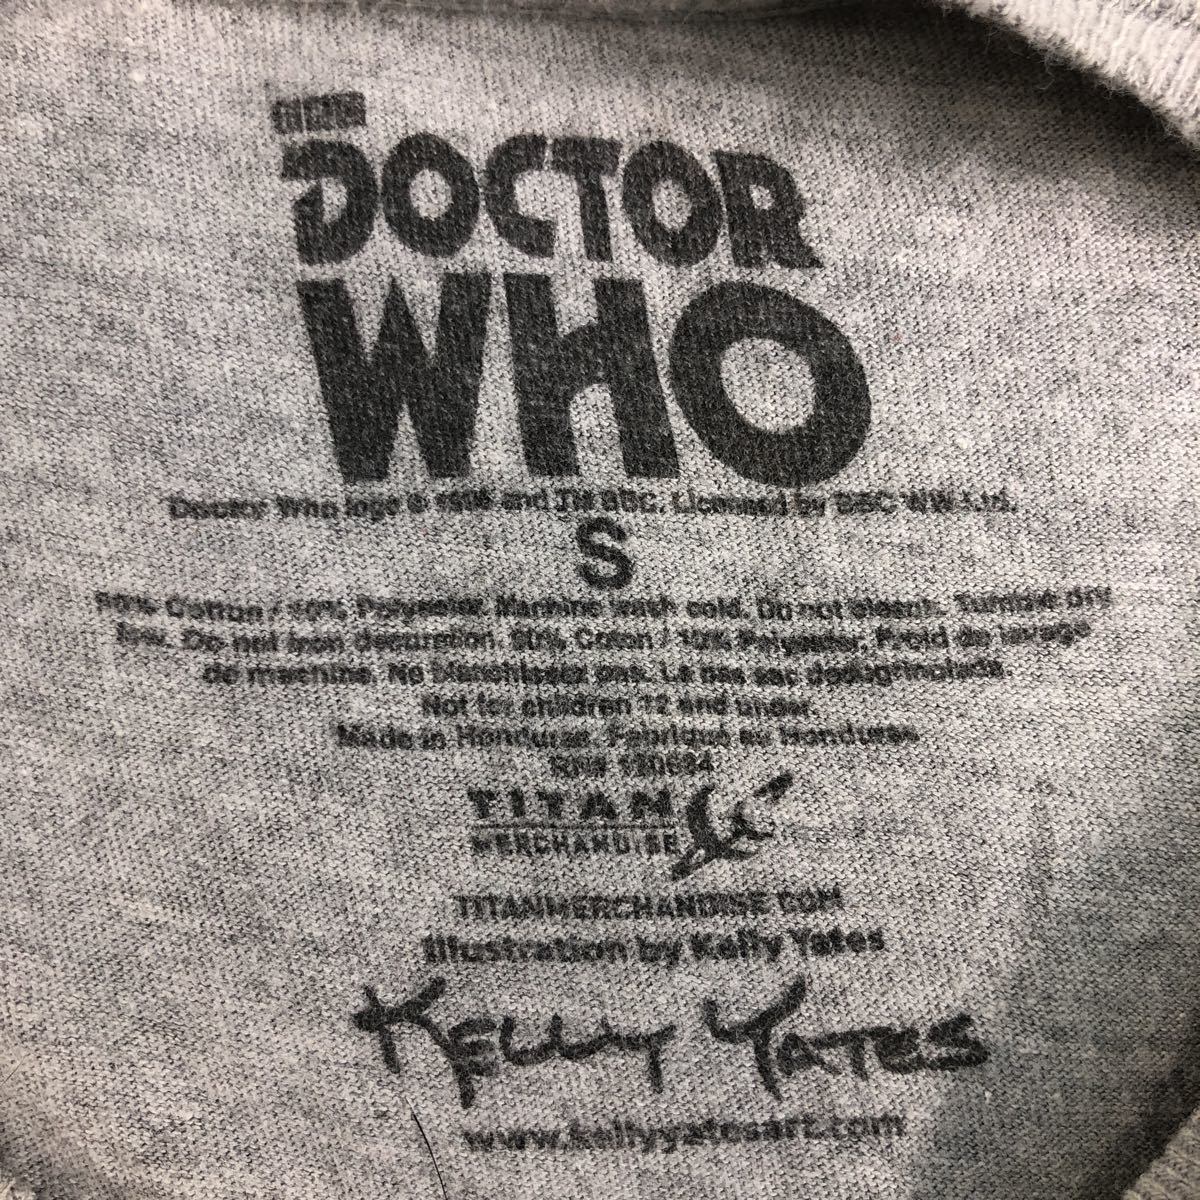 BBC
DOCTOR
WHO
Doctor Who logo © and TM BBC. Licensed by BBC WW Ltd.
S
90% Cotton / 10% Polyester. Machine wash cold. Do not bleach. Tumble dry
low. Do not iron decoration. 90% Coton / 10% Polyester. Froid de lavage
de machine. No blanchissez pas. Le bas sec
Not for children 12 and under.
Made in Honduras. Fabriqué au Honduras.
RN#
TITAN
MERCHANDISE
TITANMERCHANDISE.COM
Illustration by Kelly Yates
KELLY YATES
www.kellyyatesart.com